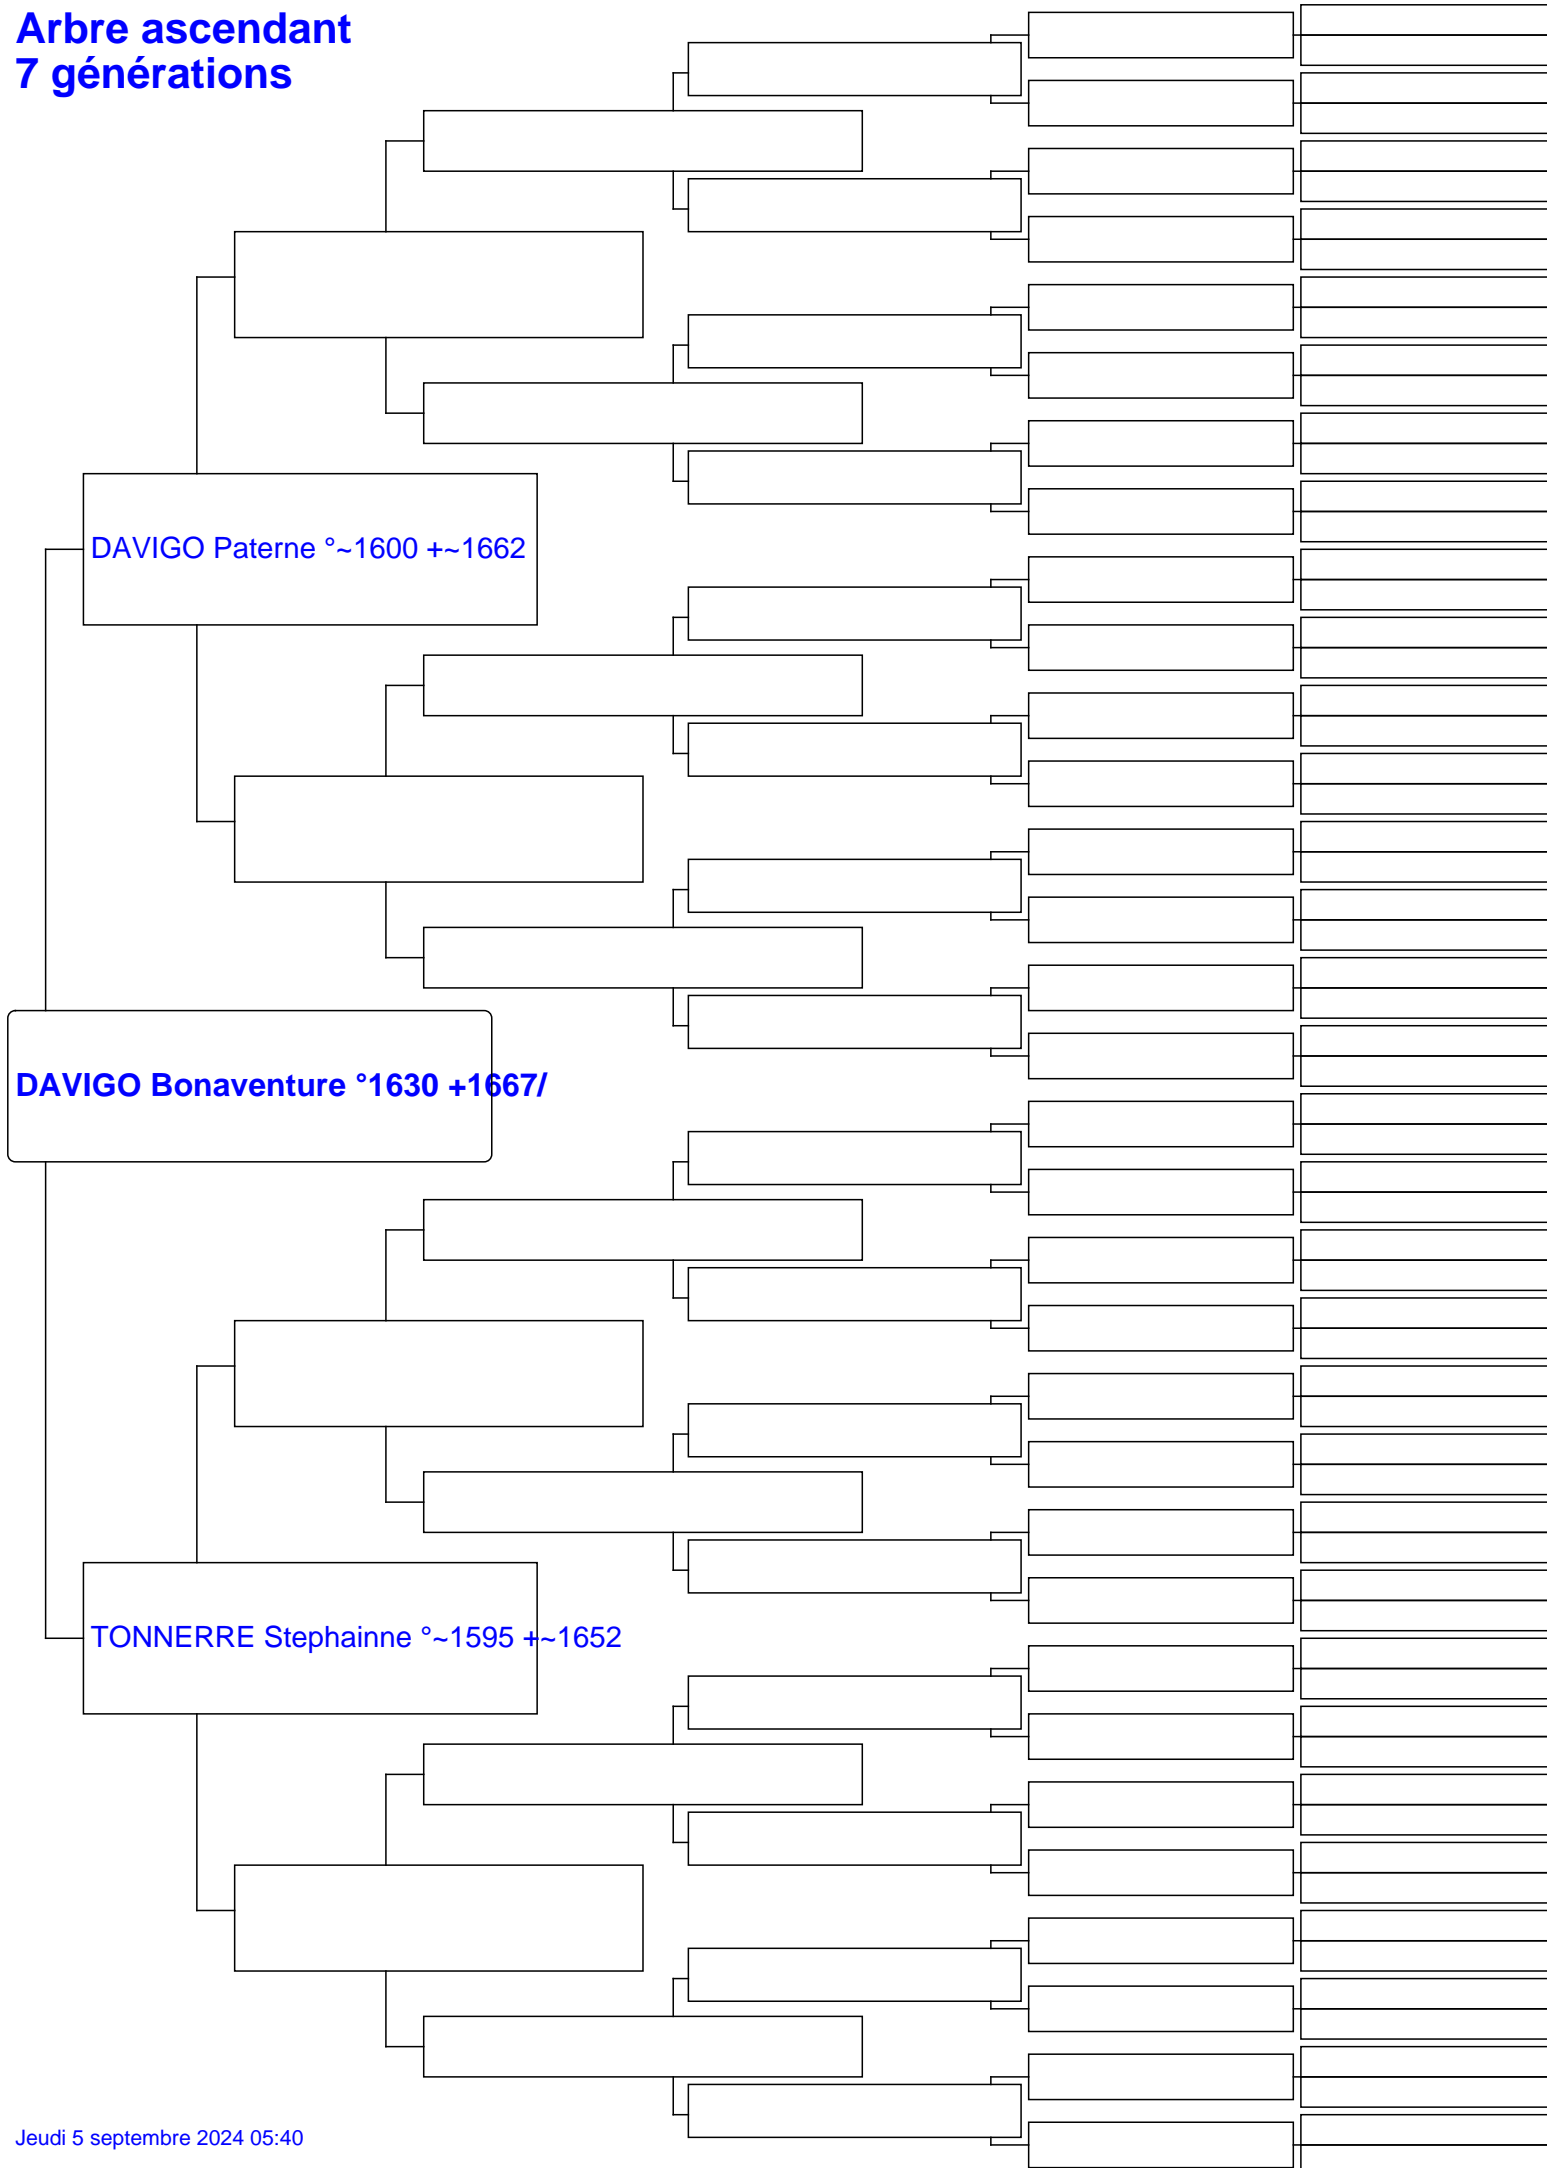 Arbre ascendant
7 générations
DAVIGO Paterne °~1600 +~1662
DAVIGO Bonaventure °1630 +1667/
TONNERRE Stephainne °~1595 +~1652
Jeudi 5 septembre 2024 05:40